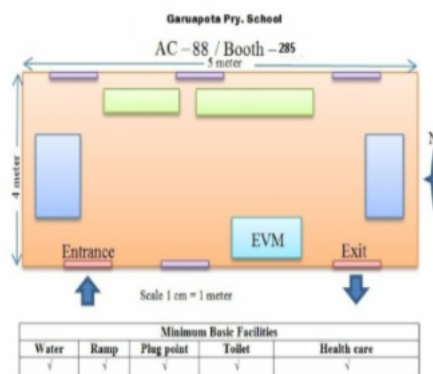 Garuapota Pry. School
AC – 88 / Booth – 285
5 meter
4 meter
N
EVM
Entrance
Exit
Scale 1 cm = 1 meter
Minimum Basic Facilities
Water Ramp Plug point Toilet Health care
√ √ √ √ √